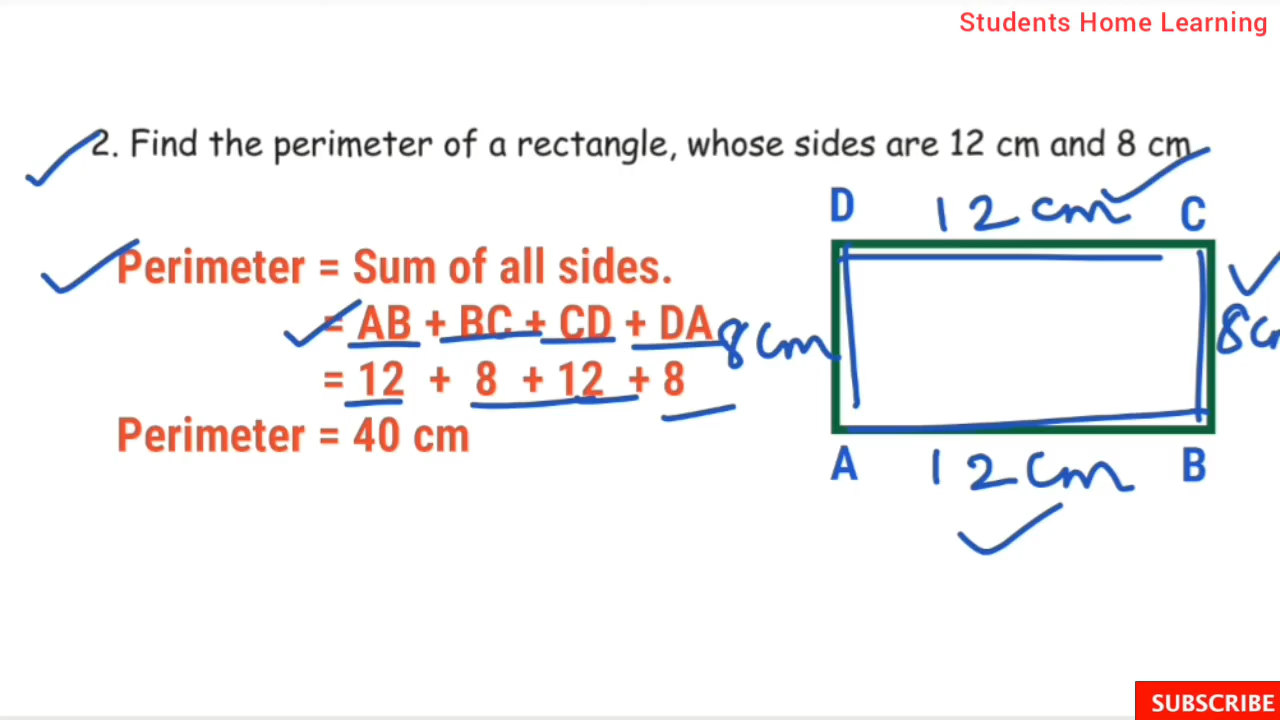 Students Home Learning
2. Find the perimeter of a rectangle, whose sides are 12 cm and 8 cm
D 12 cm C
Perimeter = Sum of all sides.
= AB + BC + CD + DA
8 cm
8 c
= 12 + 8 + 12 + 8
Perimeter = 40 cm
A 12 cm B
SUBSCRIBE